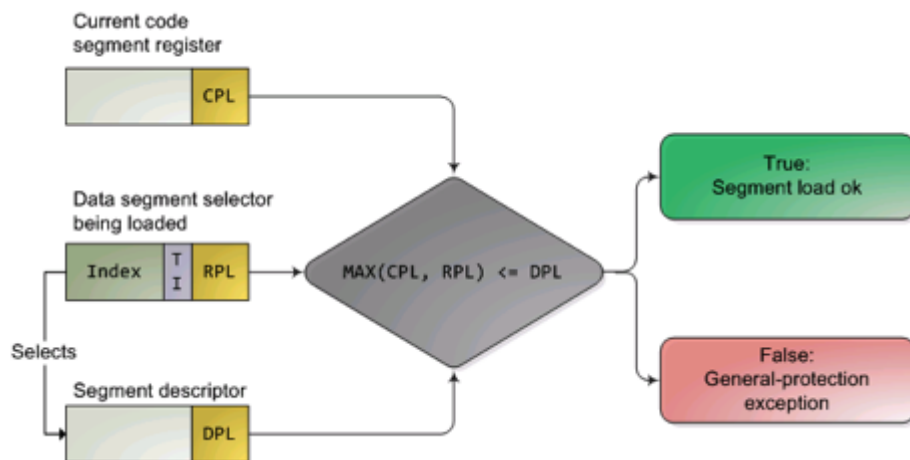 Current code
segment register
CPL
Data segment selector
being loaded
Index
T
I
RPL
Selects
Segment descriptor
DPL
MAX(CPL, RPL) <= DPL
True:
Segment load ok
False:
General-protection
exception